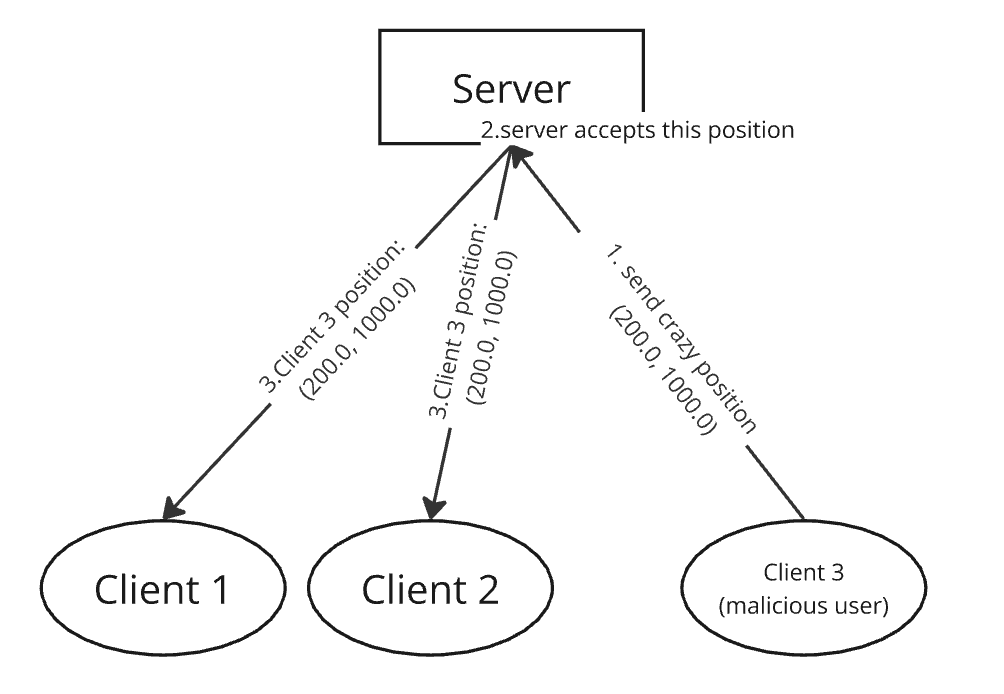 Server
2.server accepts this position
3.Client 3 position:
(200.0, 1000.0)
3.Client 3 position:
(200.0, 1000.0)
1. send crazy position
(200.0, 1000.0)
Client 1
Client 2
Client 3
(malicious user)